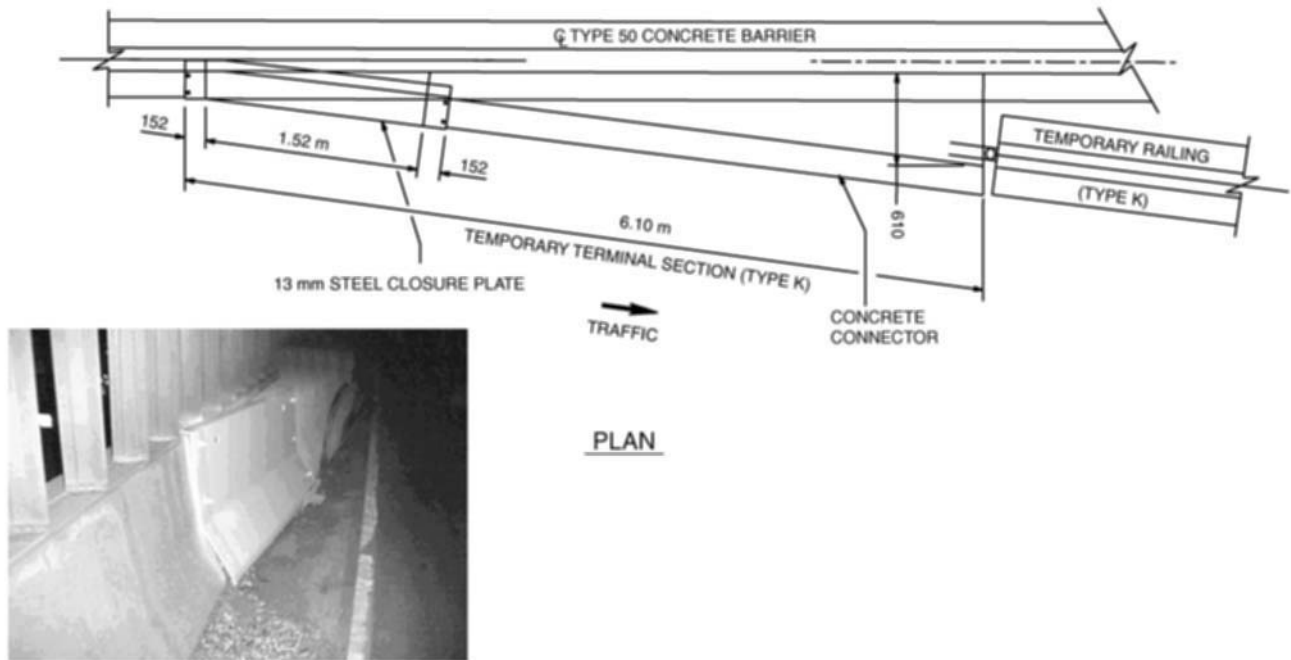 ℄ TYPE 50 CONCRETE BARRIER
152
1.52 m
152
TEMPORARY RAILING
(TYPE K)
610
6.10 m
TEMPORARY TERMINAL SECTION (TYPE K)
13 mm STEEL CLOSURE PLATE
TRAFFIC
CONCRETE
CONNECTOR
PLAN